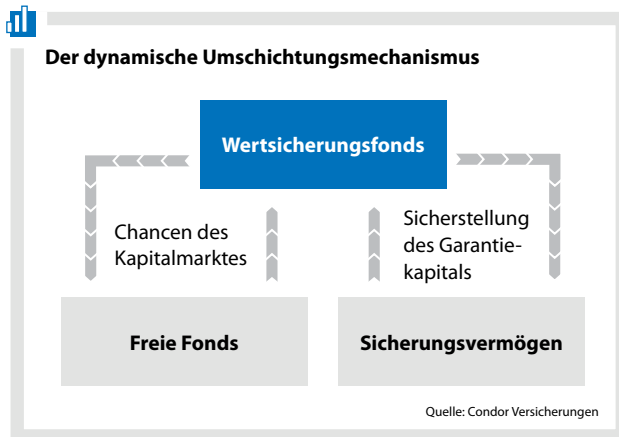 Der dynamische Umschichtungsmechanismus
Wertsicherungsfonds
Chancen des
Kapitalmarktes
Sicherstellung
des Garantie-
kapitals
Freie Fonds
Sicherungsvermögen
Quelle: Condor Versicherungen